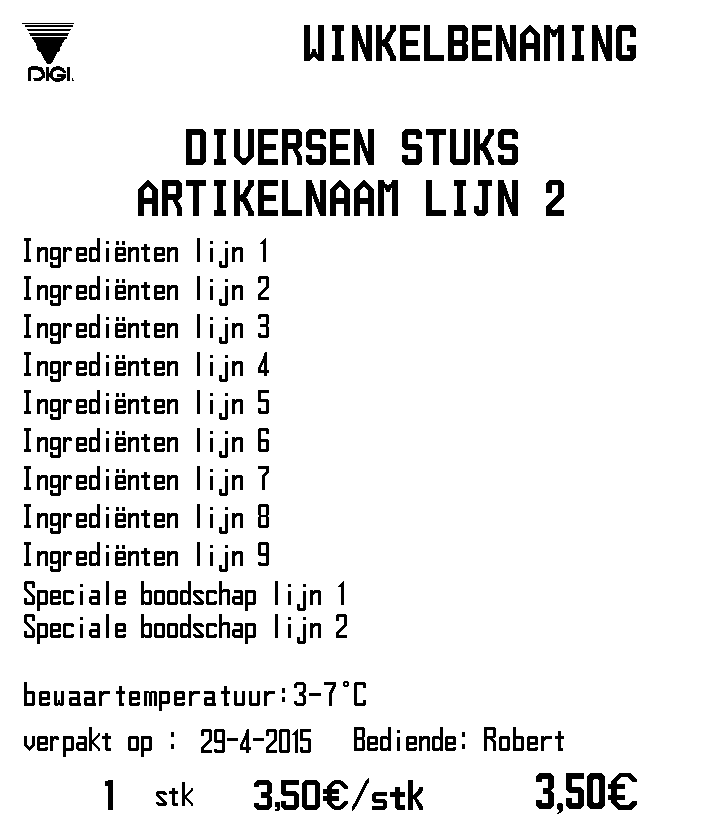 DIGI.
WINKELBENAMING
DIVERSEN STUKS
ARTIKELNAAM LIJN 2
Ingrediënten lijn 1
Ingrediënten lijn 2
Ingrediënten lijn 3
Ingrediënten lijn 4
Ingrediënten lijn 5
Ingrediënten lijn 6
Ingrediënten lijn 7
Ingrediënten lijn 8
Ingrediënten lijn 9
Speciale boodschap lijn 1
Speciale boodschap lijn 2
bewaartemperatuur:3-7°C
verpakt op : 29-4-2015 Bediende: Robert
1 stk 3,50€/stk 3,50€